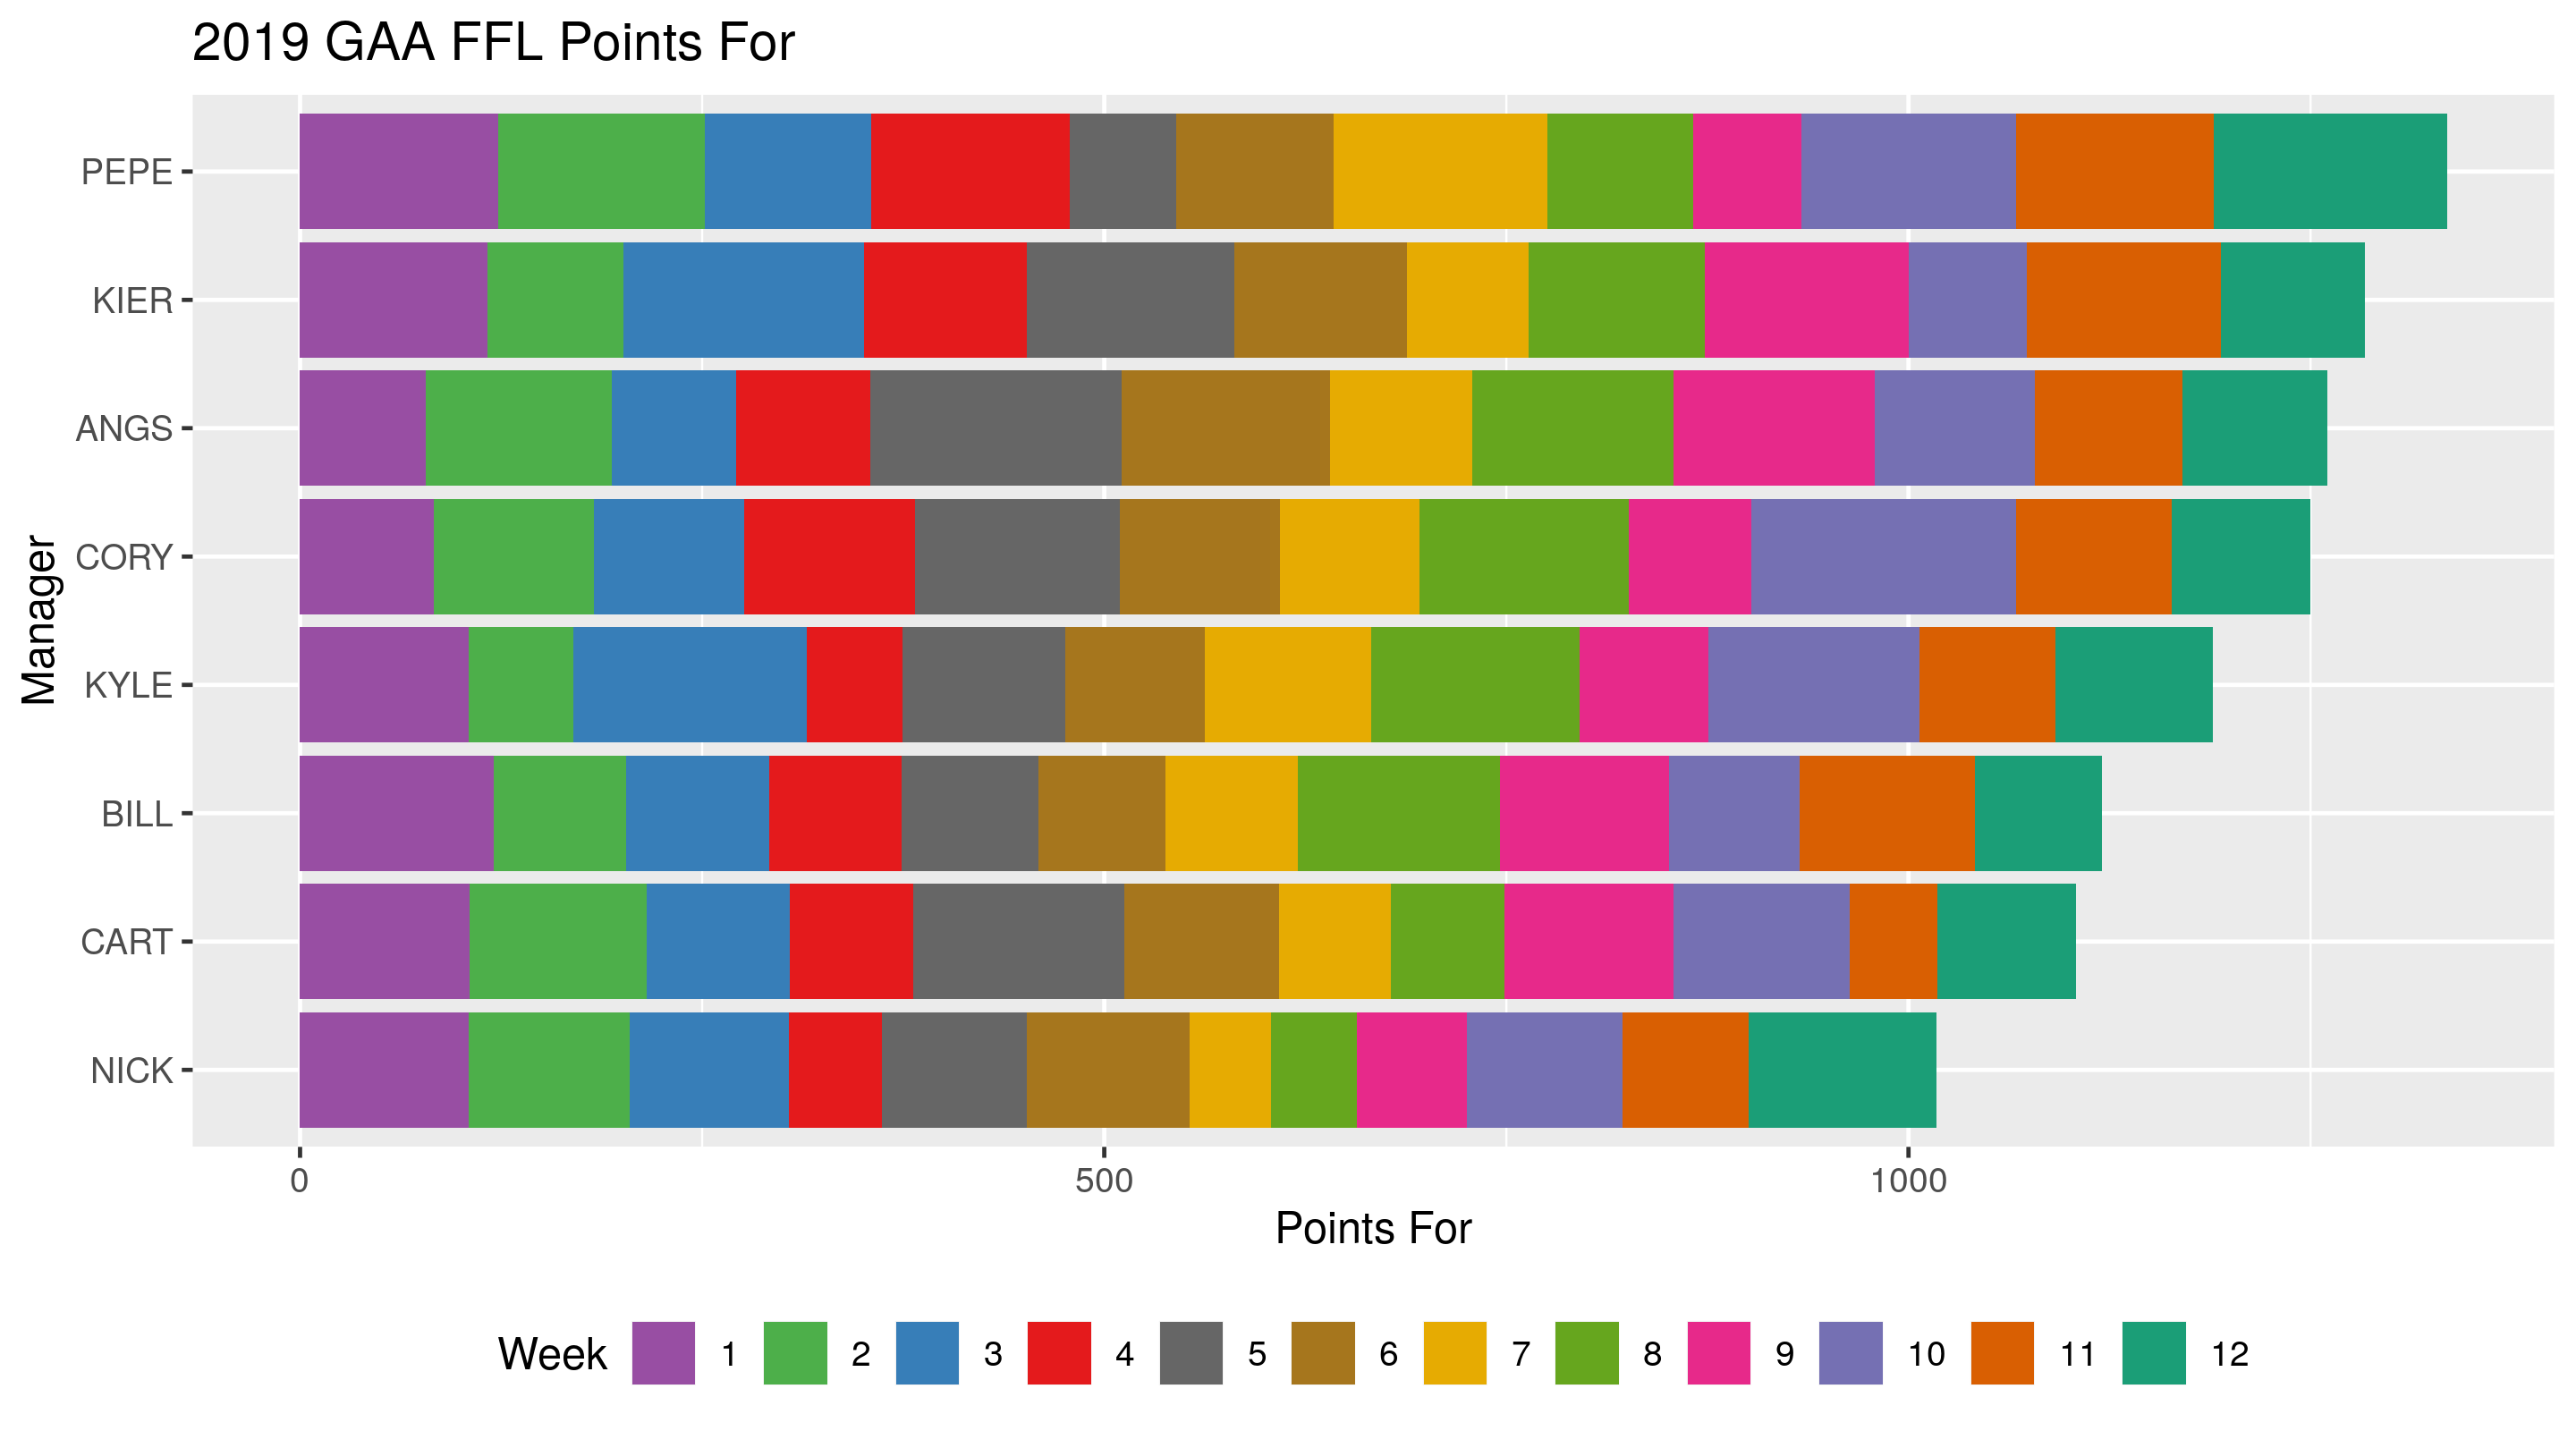 2019 GAA FFL Points For
Manager
PEPE
KIER
ANGS
CORY
KYLE
BILL
CART
NICK
0 500 1000
Points For
Week 1 2 3 4 5 6 7 8 9 10 11 12